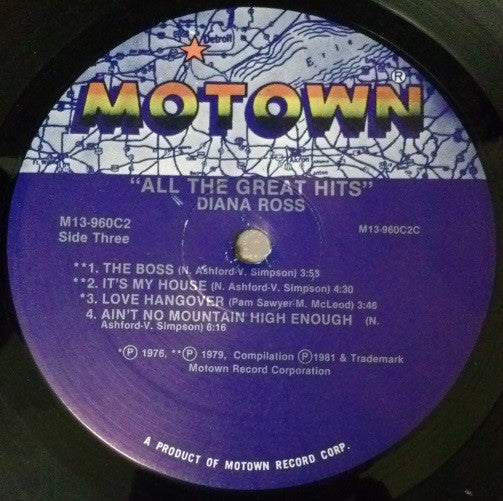 Detroit
E R I E
MOTOWN ®
"ALL THE GREAT HITS"
DIANA ROSS
M13-960C2
Side Three
M13-960C2C
**1. THE BOSS (N. Ashford-V. Simpson) 3:53
**2. IT'S MY HOUSE (N. Ashford-V. Simpson) 4:30
*3. LOVE HANGOVER (Pam Sawyer-M. McLeod) 3:46
4. AIN'T NO MOUNTAIN HIGH ENOUGH (N.
Ashford-V. Simpson) 6:16
*Ⓟ 1976, **Ⓟ 1979, Compilation Ⓟ1981 & Trademark
Motown Record Corporation
A PRODUCT OF MOTOWN RECORD CORP.